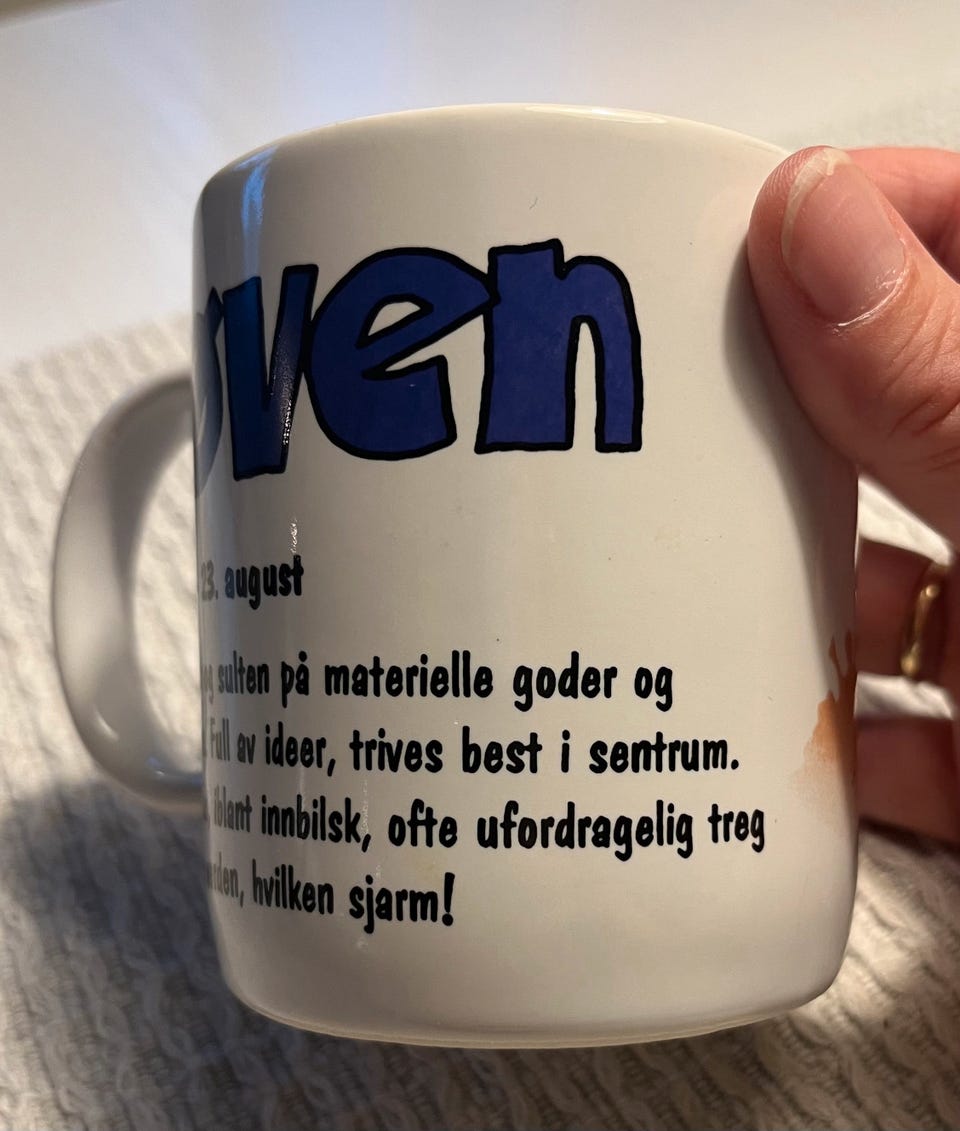 ven
23. august
og sulten på materielle goder og
Full av ideer, trives best i sentrum.
iblant innbilsk, ofte ufordragelig treg
hvilken sjarm!